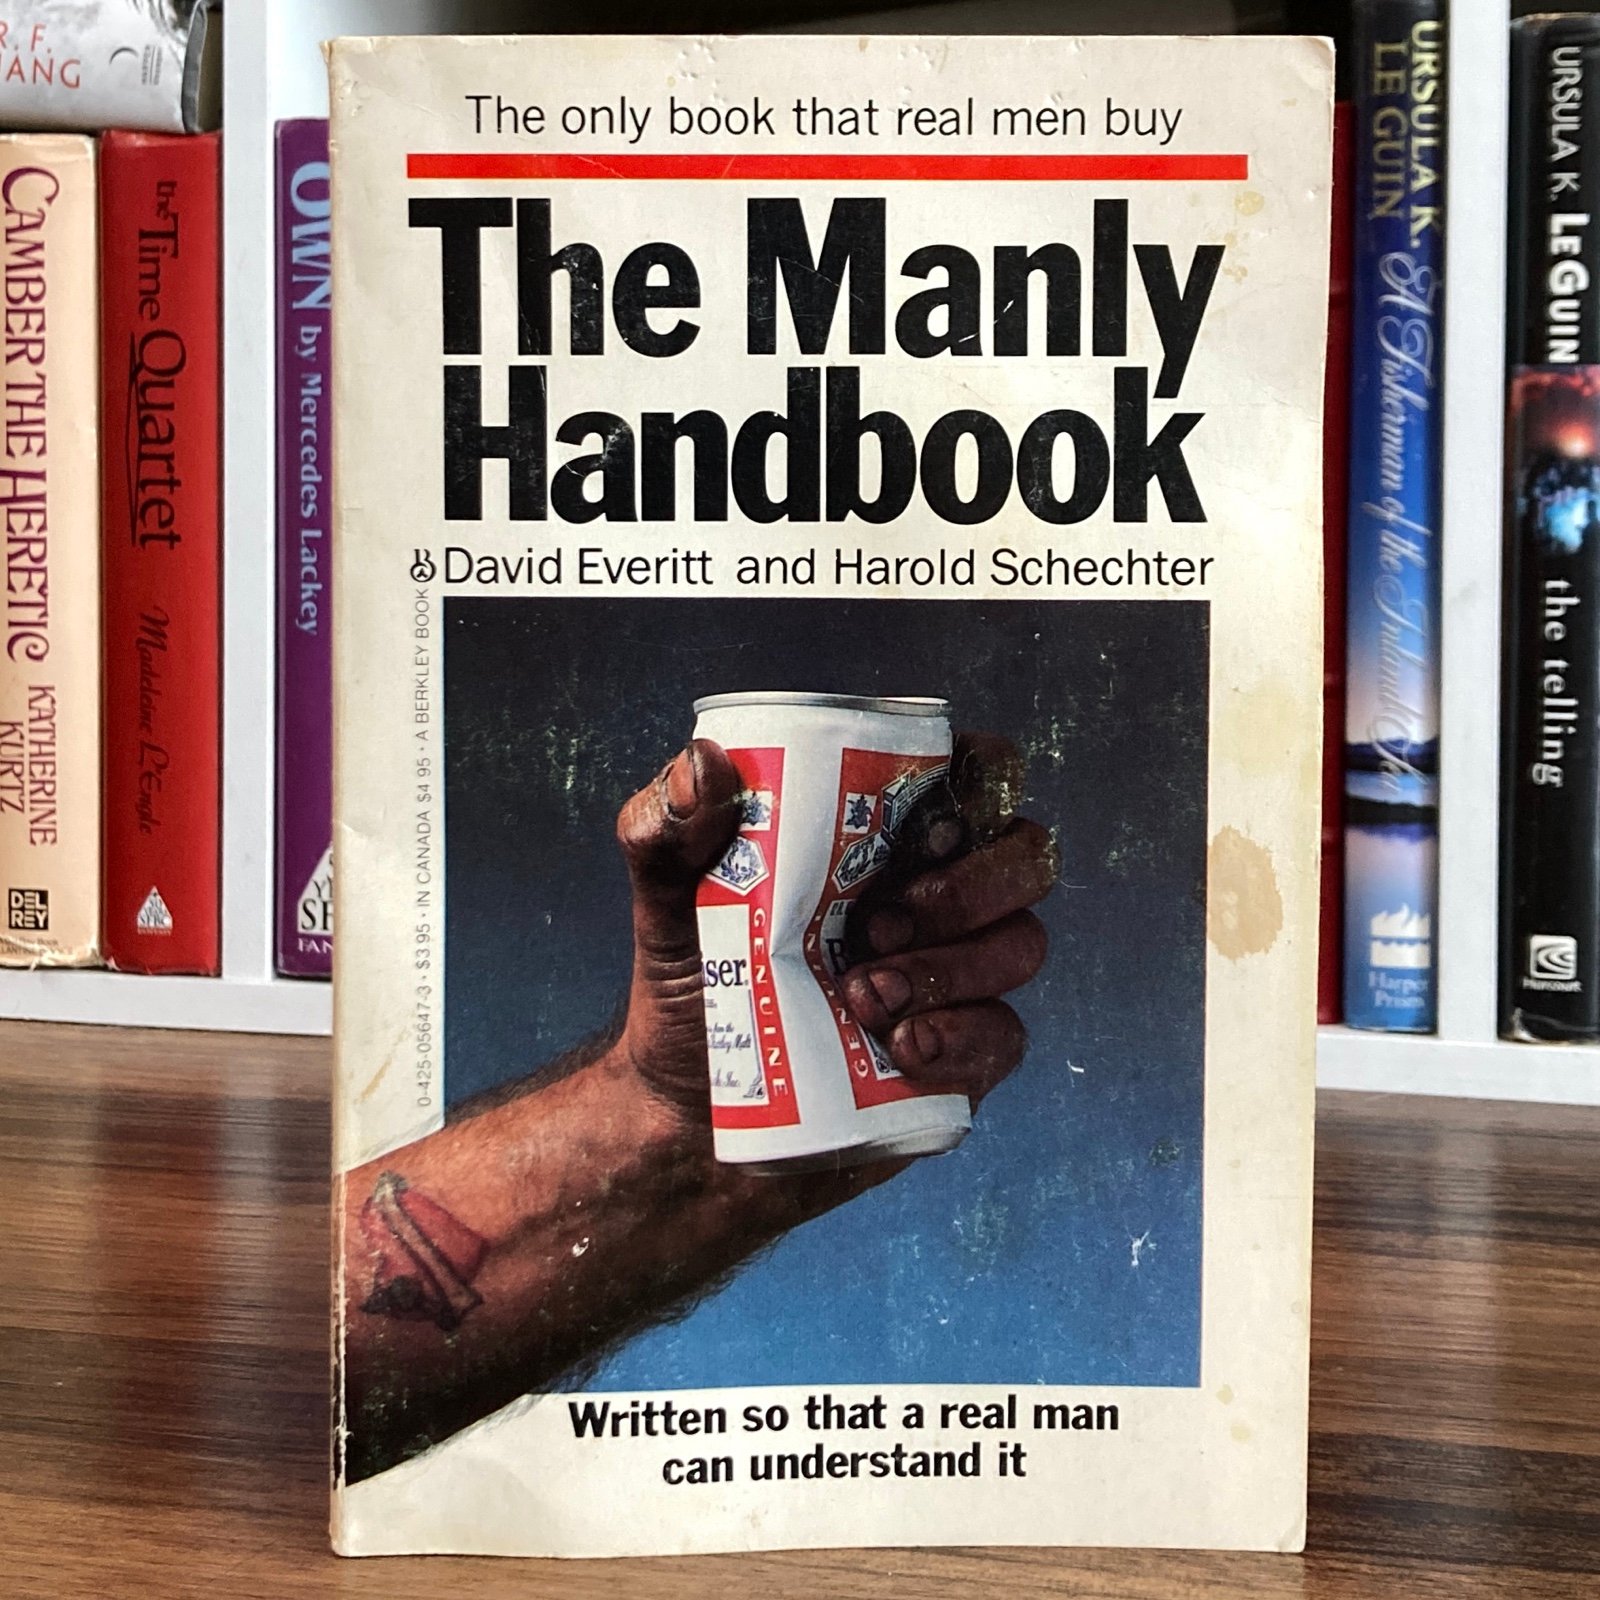 The only book that real men buy
The Manly
Handbook
David Everitt and Harold Schechter
0-425-05647-3 • $3.95 • IN CANADA $4.95 • A BERKLEY BOOK
GENUINE
GENUINE
Written so that a real man
can understand it
R. F.
CAMBER THE HERETIC
KATHERINE
KURTZ
DEL
REY
the Time Quartet
Madeleine L'Engle
OWN by Mercedes Lackey
URSULA K.
LE GUIN
A Fisherman of the Inland Sea
Harper
Prism
URSULA K. LE GUIN
the telling
Harcourt